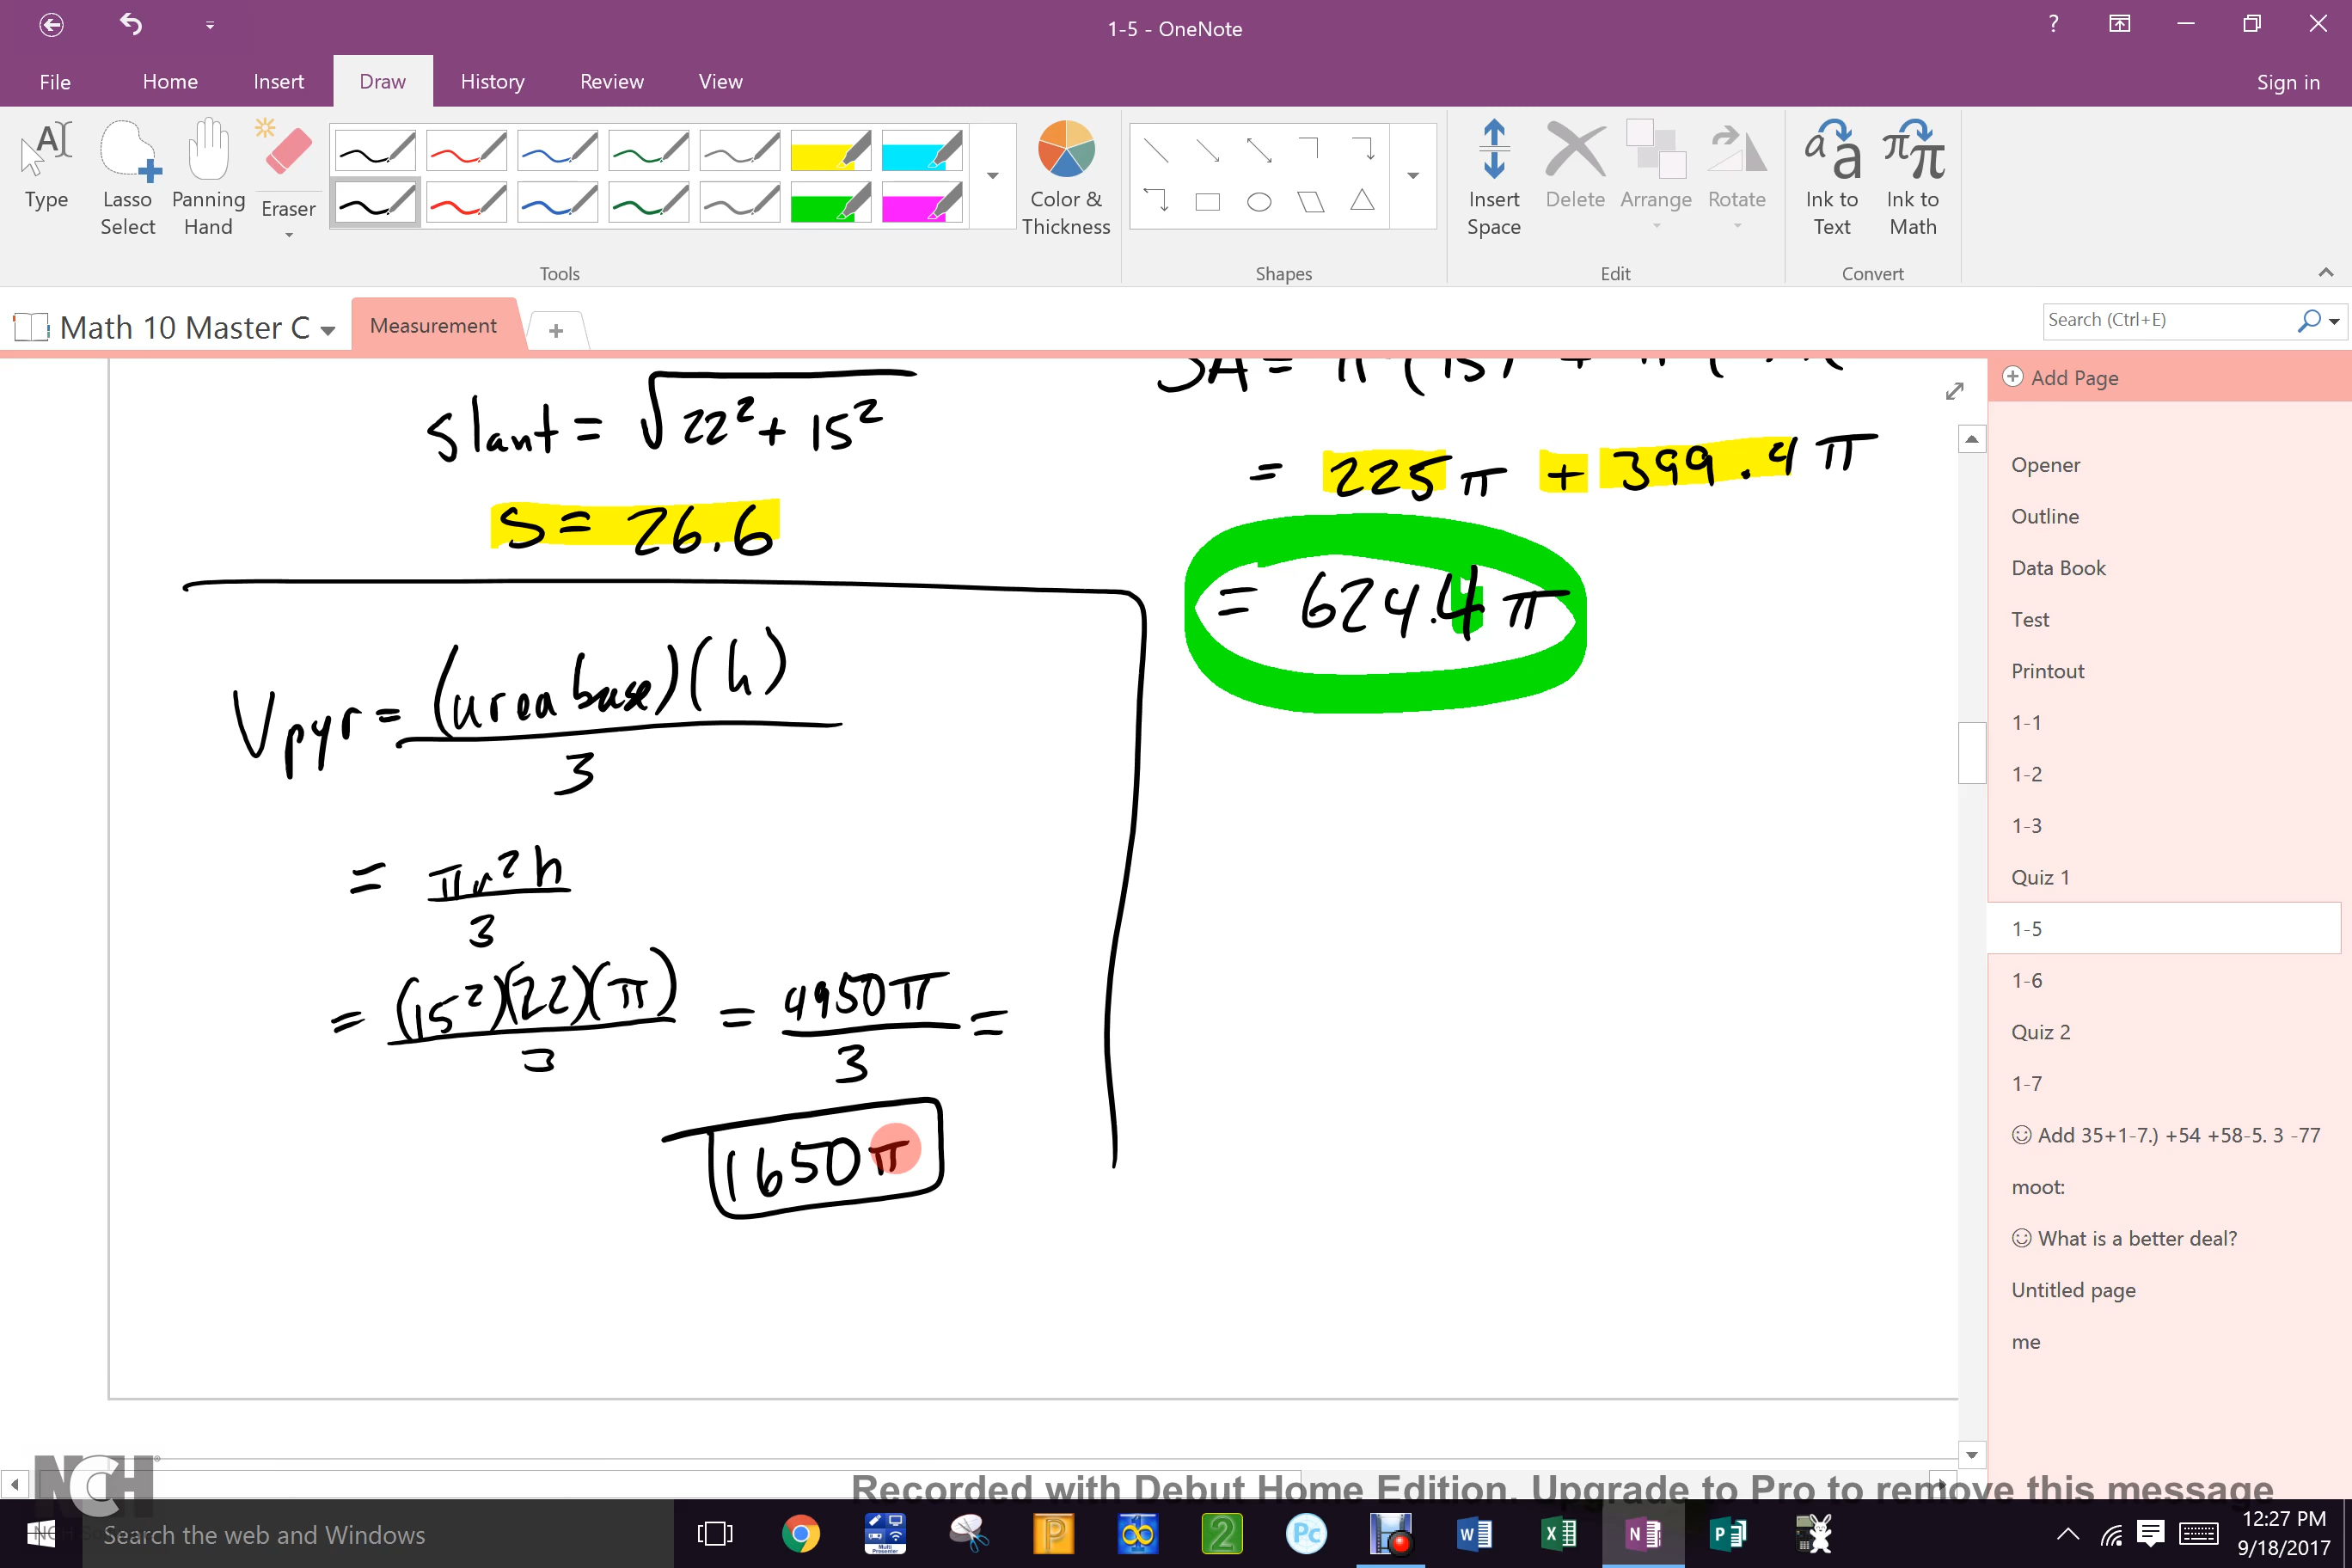 1-5 - OneNote
?
File Home Insert Draw History Review View Sign in
Type
Lasso Select
Panning Hand
Eraser
Color & Thickness
Insert Space
Delete
Arrange
Rotate
Ink to Text
Ink to Math
Tools Shapes Edit Convert
Math 10 Master C
Measurement
Search (Ctrl+E)
Add Page
Opener
Outline
Data Book
Test
Printout
1-1
1-2
1-3
Quiz 1
1-5
1-6
Quiz 2
1-7
☺ Add 35+1-7.) +54 +58-5. 3 -77
moot:
☺ What is a better deal?
Untitled page
me
slant = √22² + 15²
s = 26.6
= 225π + 399.4π
= 624.4π
Vpyr = (area base)(h) / 3
= πr²h / 3
= (15²)(22)(π) / 3 = 4950π / 3 =
1650π
NCH
Recorded with Debut Home Edition. Upgrade to Pro to remove this message
Search the web and Windows
12:27 PM
9/18/2017